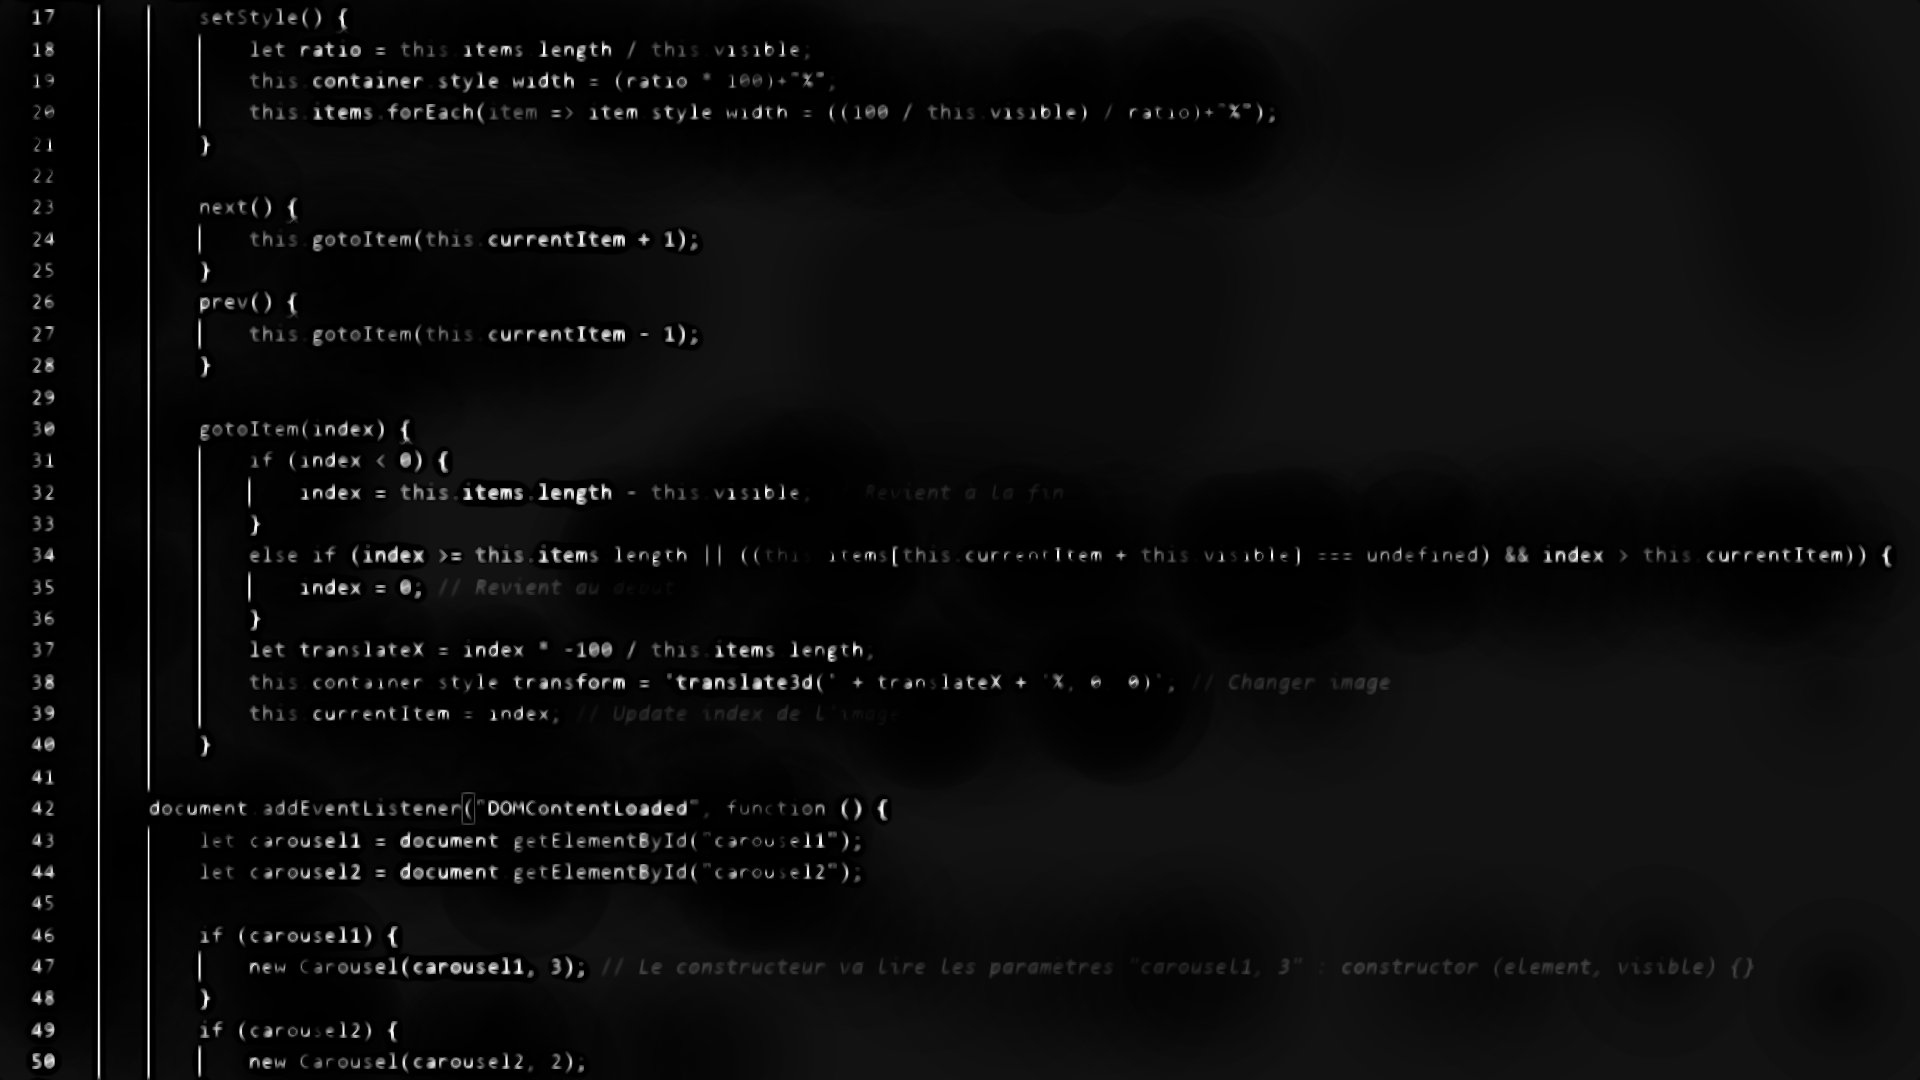 17 setStyle() {
18 let ratio = this.items.length / this.visible;
19 this.container.style.width = (ratio * 100)+"%";
20 this.items.forEach(item => item.style.width = ((100 / this.visible) / ratio)+"%");
21 }
22
23 next() {
24 this.gotoItem(this.currentItem + 1);
25 }
26 prev() {
27 this.gotoItem(this.currentItem - 1);
28 }
29
30 gotoItem(index) {
31 if (index < 0) {
32 index = this.items.length - this.visible; // Revient à la fin
33 }
34 else if (index >= this.items.length || ((this.items[this.currentItem + this.visible] === undefined) && index > this.currentItem)) {
35 index = 0; // Revient au debut
36 }
37 let translateX = index * -100 / this.items.length;
38 this.container.style.transform = 'translate3d(' + translateX + '%, 0, 0)'; // Changer image
39 this.currentItem = index; // Update index de l'image
40 }
41
42 document.addEventListener("DOMContentLoaded", function () {
43 let carousel1 = document.getElementById("carousel1");
44 let carousel2 = document.getElementById("carousel2");
45
46 if (carousel1) {
47 new Carousel(carousel1, 3); // Le constructeur va lire les parametres "carousel1, 3" : constructor (element, visible) {}
48 }
49 if (carousel2) {
50 new Carousel(carousel2, 2);